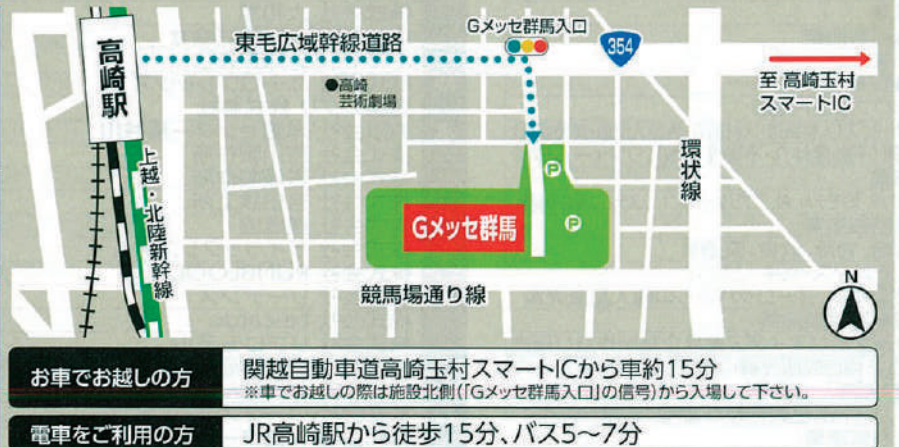 Gメッセ群馬入口
高崎駅
東毛広域幹線道路
354
●高崎
芸術劇場
至 高崎玉村
スマートIC
上越・北陸新幹線
環状線
P
P
Gメッセ群馬
競馬場通り線
N
お車でお越しの方
関越自動車道高崎玉村スマートICから車約15分
※車でお越しの際は施設北側(「Gメッセ群馬入口」の信号)から入場して下さい。
電車をご利用の方
JR高崎駅から徒歩15分、バス5〜7分